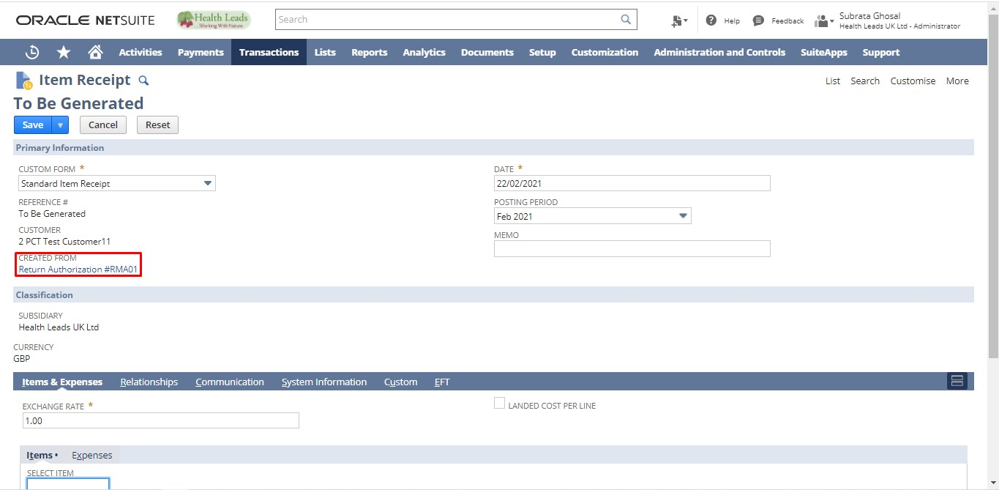 ORACLE NETSUITE
Health Leads
...Working With Nature
Search
Help
Feedback
Subrata Ghosal
Health Leads UK Ltd - Administrator
Activities Payments Transactions Lists Reports Analytics Documents Setup Customization Administration and Controls SuiteApps Support
Item Receipt
List Search Customise More
To Be Generated
Save Cancel Reset
Primary Information
CUSTOM FORM *
Standard Item Receipt
REFERENCE #
To Be Generated
CUSTOMER
2 PCT Test Customer11
CREATED FROM
Return Authorization #RMA01
DATE *
22/02/2021
POSTING PERIOD
Feb 2021
MEMO
Classification
SUBSIDIARY
Health Leads UK Ltd
CURRENCY
GBP
Items & Expenses Relationships Communication System Information Custom EFT
EXCHANGE RATE *
1.00
LANDED COST PER LINE
Items • Expenses
SELECT ITEM